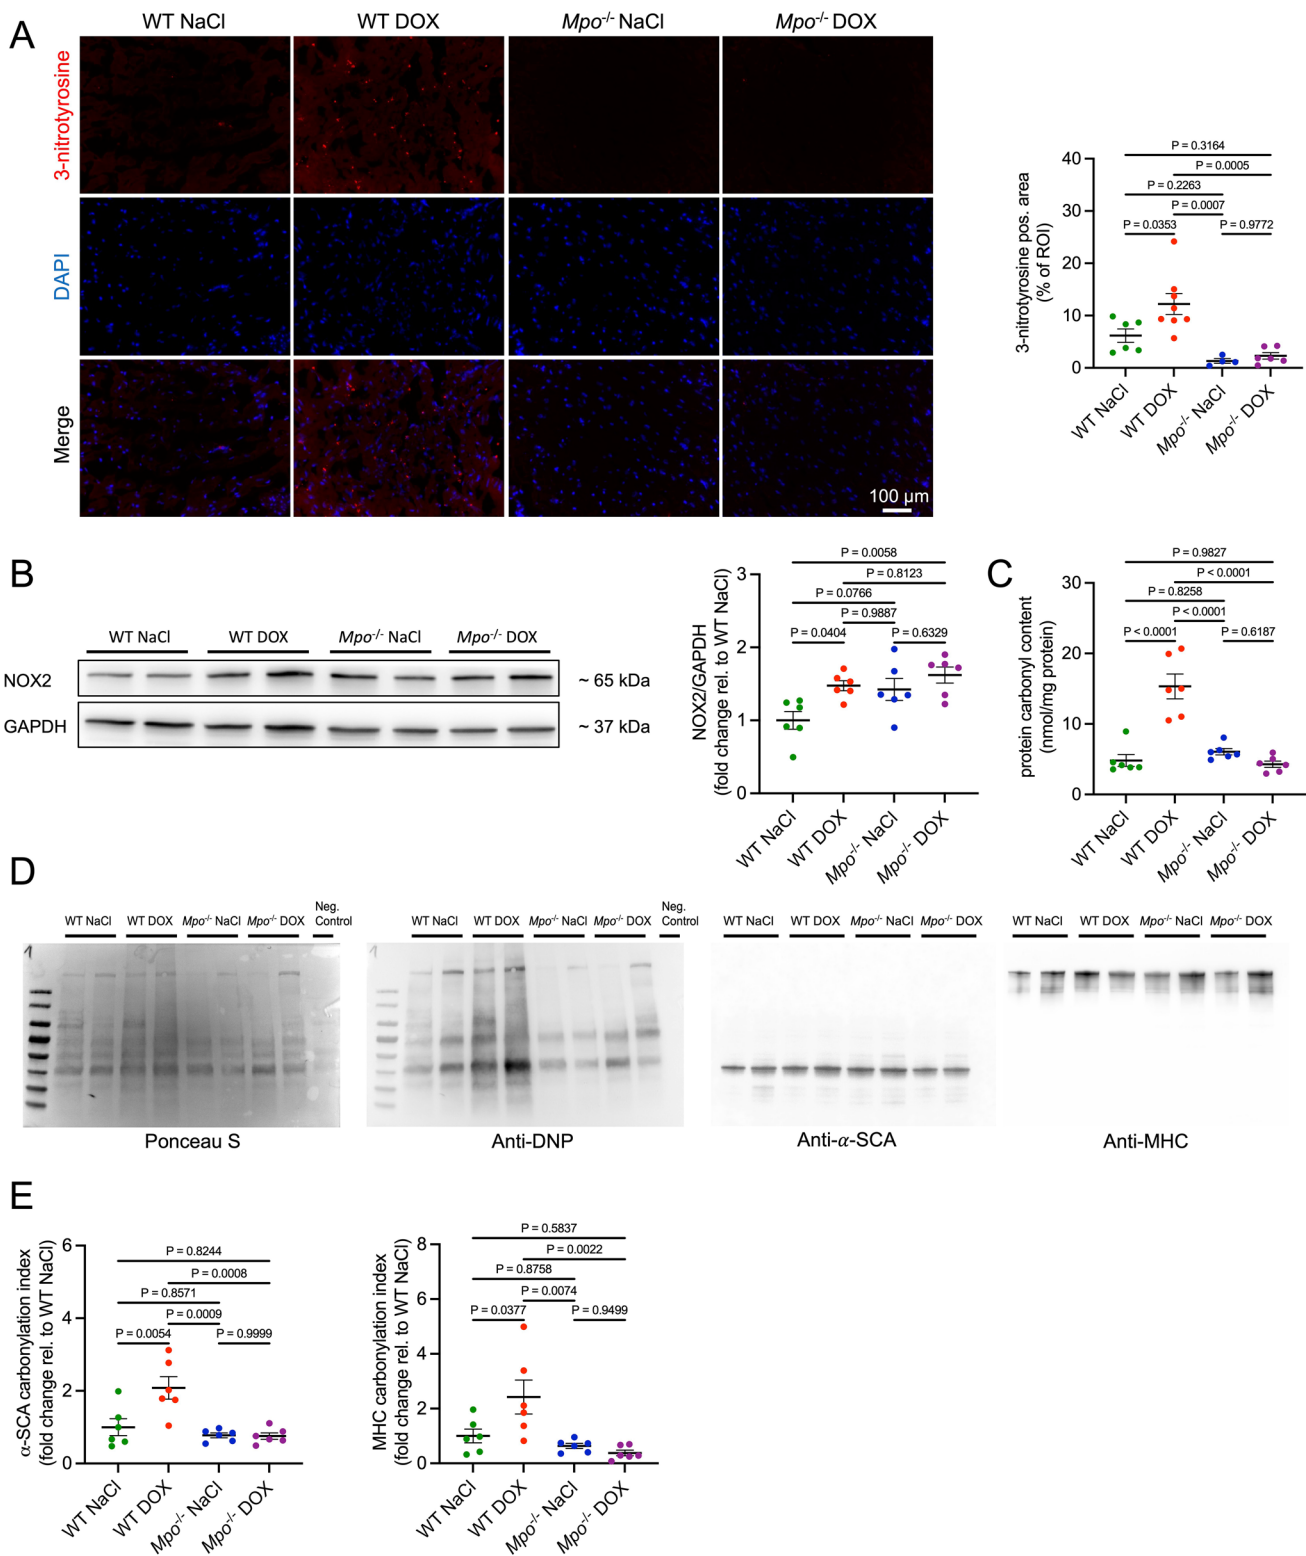 A
WT NaCl
WT DOX
Mpo-/- NaCl
Mpo-/- DOX
3-nitrotyrosine
DAPI
Merge
100 µm
3-nitrotyrosine pos. area
(% of ROI)
40
30
20
10
0
P = 0.3164
P = 0.0005
P = 0.2263
P = 0.0007
P = 0.0353
P = 0.9772
WT NaCl
WT DOX
Mpo-/- NaCl
Mpo-/- DOX
B
WT NaCl
WT DOX
Mpo-/- NaCl
Mpo-/- DOX
NOX2
~ 65 kDa
GAPDH
~ 37 kDa
NOX2/GAPDH
(fold change rel. to WT NaCl)
3
2
1
0
P = 0.0058
P = 0.8123
P = 0.0766
P = 0.9887
P = 0.0404
P = 0.6329
WT NaCl
WT DOX
Mpo-/- NaCl
Mpo-/- DOX
C
protein carbonyl content
(nmol/mg protein)
30
20
10
0
P = 0.9827
P < 0.0001
P = 0.8258
P < 0.0001
P < 0.0001
P = 0.6187
WT NaCl
WT DOX
Mpo-/- NaCl
Mpo-/- DOX
D
WT NaCl
WT DOX
Mpo-/- NaCl
Mpo-/- DOX
Neg.
Control
1
Ponceau S
WT NaCl
WT DOX
Mpo-/- NaCl
Mpo-/- DOX
Neg.
Control
1
Anti-DNP
WT NaCl
WT DOX
Mpo-/- NaCl
Mpo-/- DOX
Anti-α-SCA
WT NaCl
WT DOX
Mpo-/- NaCl
Mpo-/- DOX
Anti-MHC
E
α-SCA carbonylation index
(fold change rel. to WT NaCl)
6
4
2
0
P = 0.8244
P = 0.0008
P = 0.8571
P = 0.0009
P = 0.0054
P = 0.9999
WT NaCl
WT DOX
Mpo-/- NaCl
Mpo-/- DOX
MHC carbonylation index
(fold change rel. to WT NaCl)
8
6
4
2
0
P = 0.5837
P = 0.0022
P = 0.8758
P = 0.0074
P = 0.0377
P = 0.9499
WT NaCl
WT DOX
Mpo-/- NaCl
Mpo-/- DOX